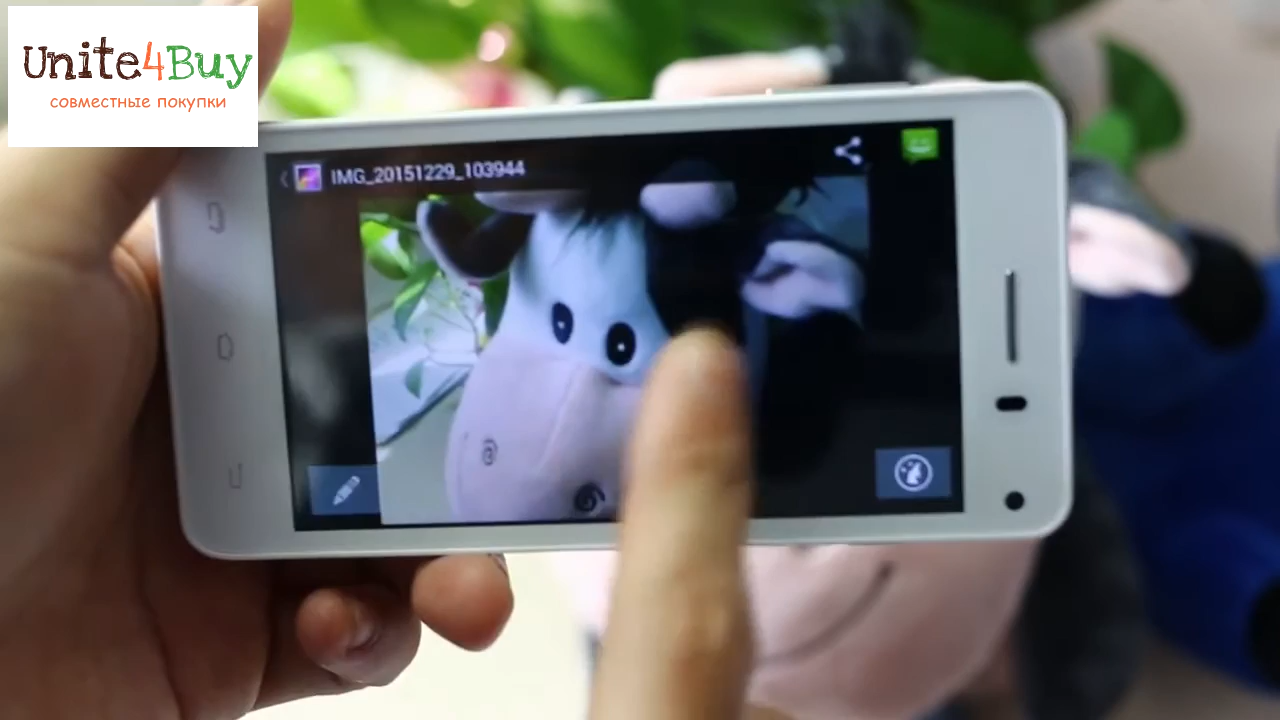 Unite4Buy
совместные покупки
IMG_20151229_103944